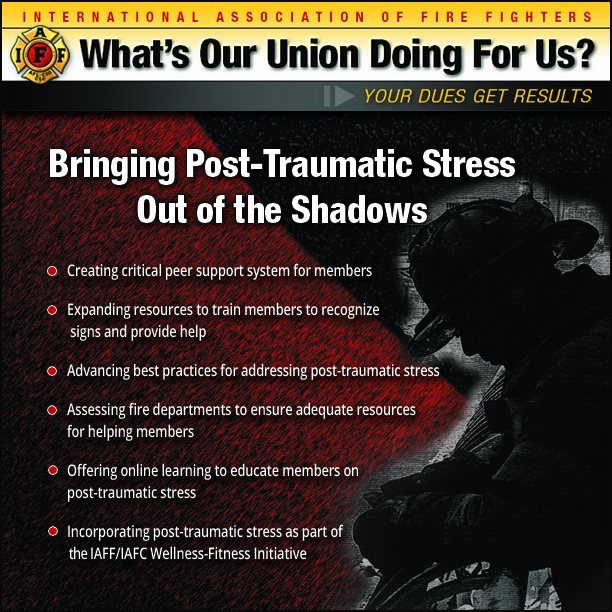 INTERNATIONAL ASSOCIATION OF FIRE FIGHTERS
I A F F
What's Our Union Doing For Us?
YOUR DUES GET RESULTS
Bringing Post-Traumatic Stress
Out of the Shadows
Creating critical peer support system for members
Expanding resources to train members to recognize
signs and provide help
Advancing best practices for addressing post-traumatic stress
Assessing fire departments to ensure adequate resources
for helping members
Offering online learning to educate members on
post-traumatic stress
Incorporating post-traumatic stress as part of
the IAFF/IAFC Wellness-Fitness Initiative